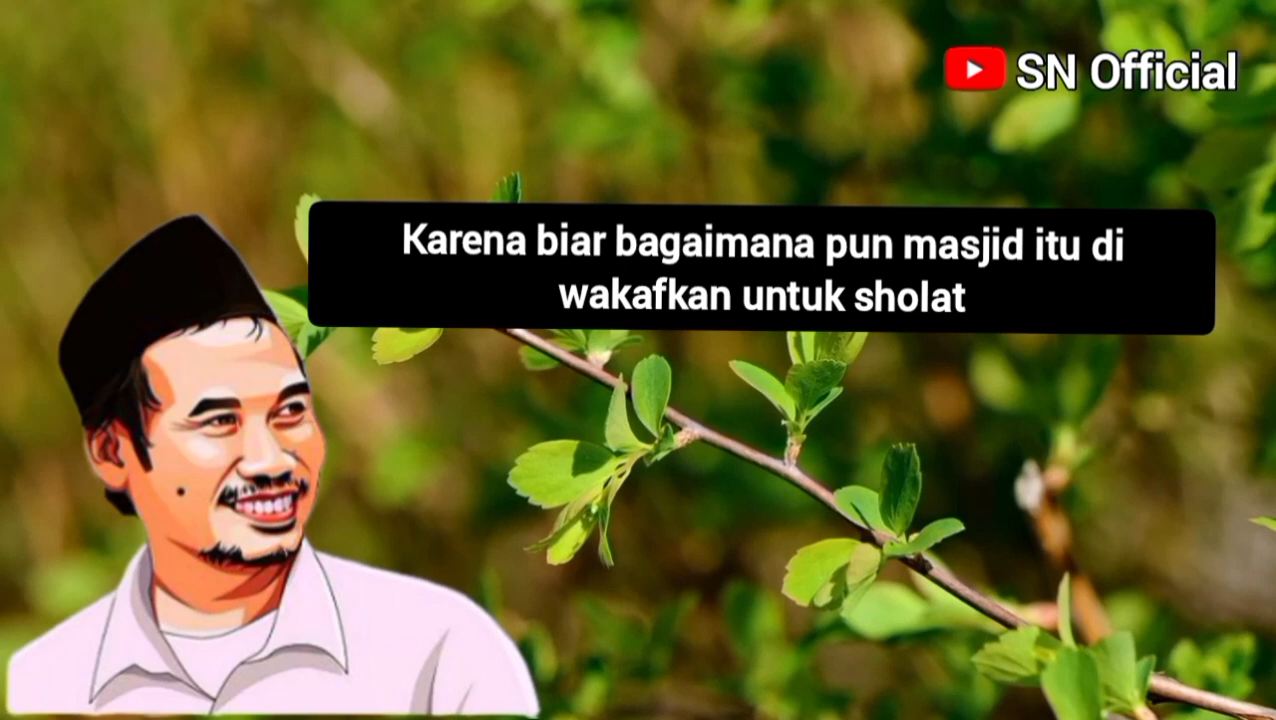 SN Official
Karena biar bagaimana pun masjid itu di
wakafkan untuk sholat